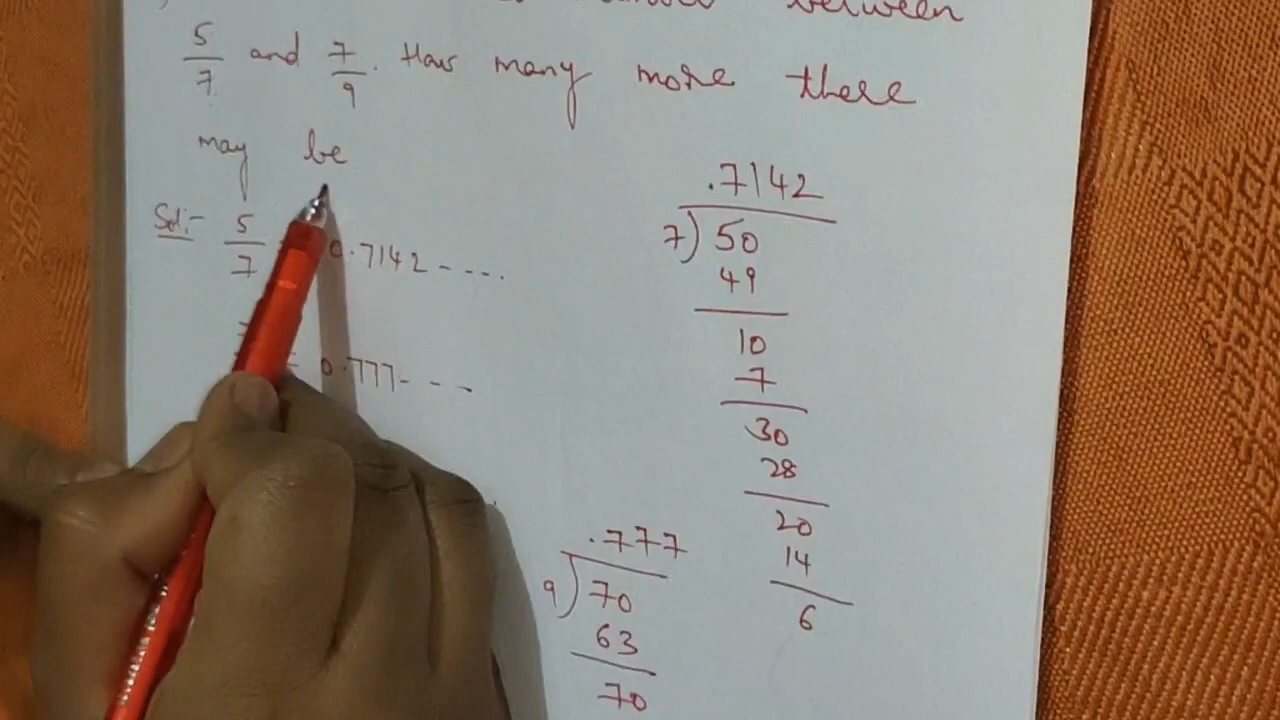 between
5/7 and 7/9. How many more there
may be
Sol:- 5/7 0.7142 - - - -
0.777- - -
.7142
7) 50
49
10
7
30
28
20
14
6
.777
9) 70
63
70